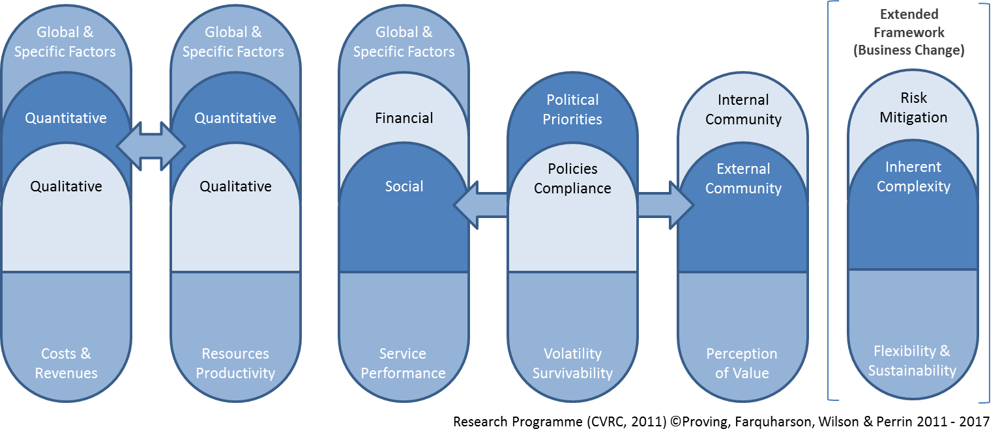 Global &
Specific Factors
Quantitative
Qualitative
Costs &
Revenues
Global &
Specific Factors
Quantitative
Qualitative
Resources
Productivity
Global &
Specific Factors
Financial
Social
Service
Performance
Political
Priorities
Policies
Compliance
Volatility
Survivability
Internal
Community
External
Community
Perception
of Value
Extended
Framework
(Business Change)
Risk
Mitigation
Inherent
Complexity
Flexibility &
Sustainability
Research Programme (CVRC, 2011) ©Proving, Farquharson, Wilson & Perrin 2011 - 2017